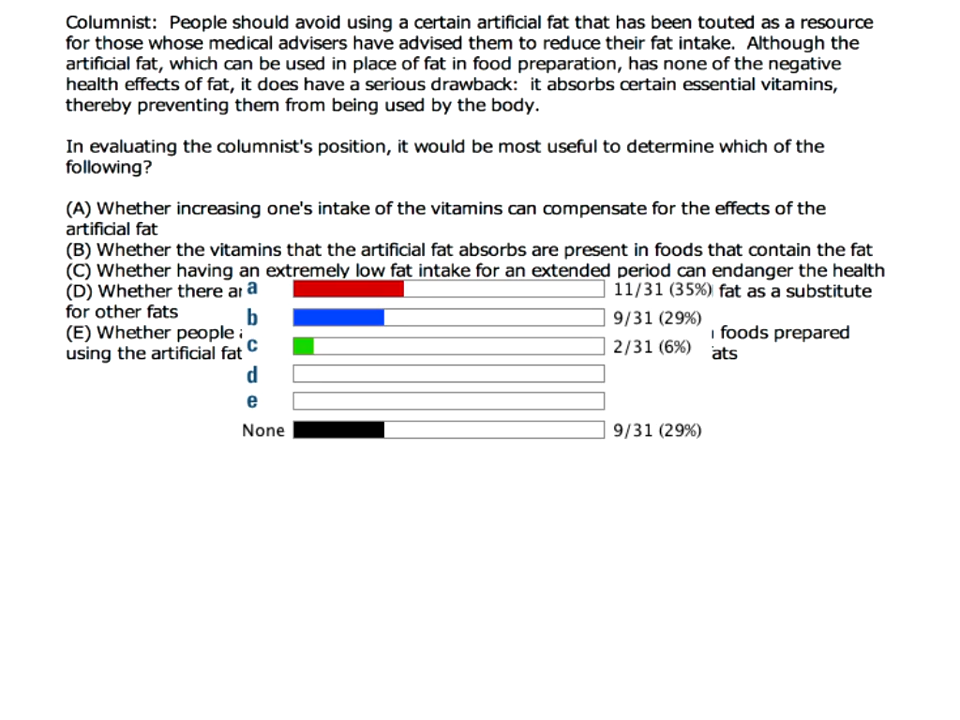 Columnist: People should avoid using a certain artificial fat that has been touted as a resource
for those whose medical advisers have advised them to reduce their fat intake. Although the
artificial fat, which can be used in place of fat in food preparation, has none of the negative
health effects of fat, it does have a serious drawback: it absorbs certain essential vitamins,
thereby preventing them from being used by the body.
In evaluating the columnist's position, it would be most useful to determine which of the
following?
(A) Whether increasing one's intake of the vitamins can compensate for the effects of the
artificial fat
(B) Whether the vitamins that the artificial fat absorbs are present in foods that contain the fat
(C) Whether having an extremely low fat intake for an extended period can endanger the health
(D) Whether there fat as a substitute
for other fats
(E) Whether people foods prepared
using the artificial fat
a 11/31 (35%)
b 9/31 (29%)
c 2/31 (6%)
d
e
None 9/31 (29%)